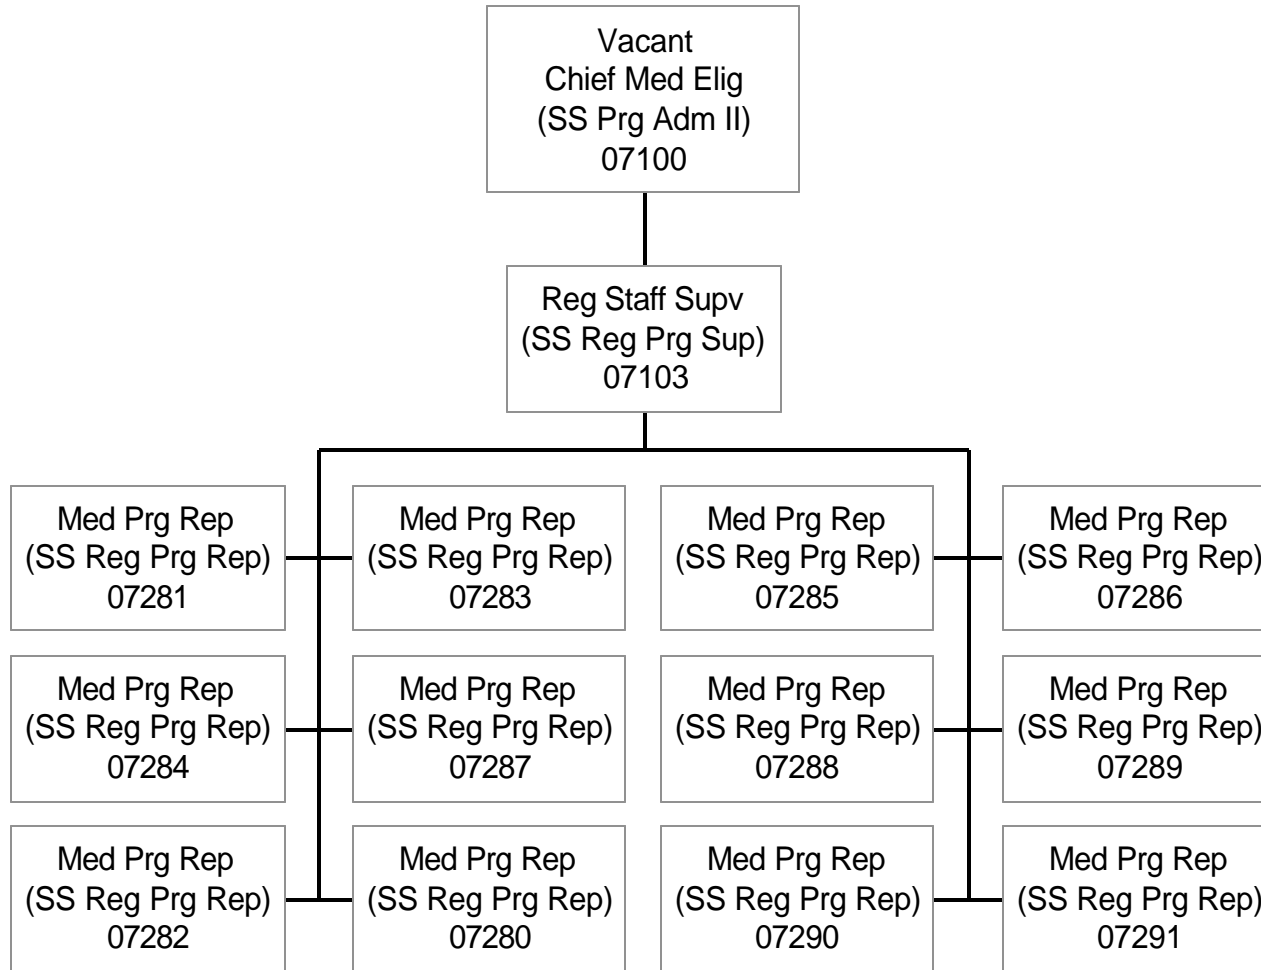 Vacant
Chief Med Elig
(SS Prg Adm II)
07100
Reg Staff Supv
(SS Reg Prg Sup)
07103
Med Prg Rep
(SS Reg Prg Rep)
07281
Med Prg Rep
(SS Reg Prg Rep)
07283
Med Prg Rep
(SS Reg Prg Rep)
07285
Med Prg Rep
(SS Reg Prg Rep)
07286
Med Prg Rep
(SS Reg Prg Rep)
07284
Med Prg Rep
(SS Reg Prg Rep)
07287
Med Prg Rep
(SS Reg Prg Rep)
07288
Med Prg Rep
(SS Reg Prg Rep)
07289
Med Prg Rep
(SS Reg Prg Rep)
07282
Med Prg Rep
(SS Reg Prg Rep)
07280
Med Prg Rep
(SS Reg Prg Rep)
07290
Med Prg Rep
(SS Reg Prg Rep)
07291